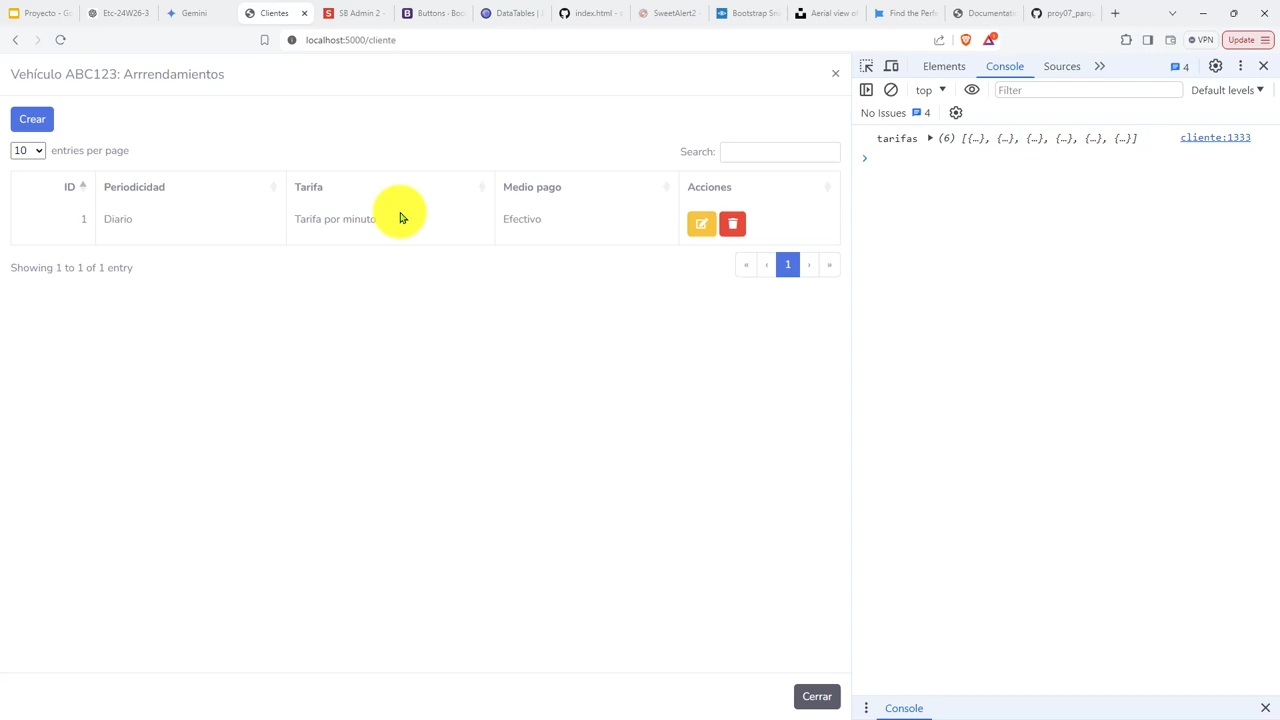 Proyecto - Go
Etc-24W26-3
Gemini
Clientes
SB Admin 2 -
Buttons - Boo
DataTables | J
index.html - s
SweetAlert2 -
Bootstrap Sni
Aerial view of
Find the Perfe
Documentati
proy07_parqu
localhost:5000/cliente
VPN
Update
Vehículo ABC123: Arrrendamientos
Crear
10 entries per page
Search:
ID Periodicidad Tarifa Medio pago Acciones
1 Diario Tarifa por minuto Efectivo
Showing 1 to 1 of 1 entry
« ‹ 1 › »
Cerrar
Elements Console Sources 4
top Filter Default levels
No Issues 4
tarifas (6) [{…}, {…}, {…}, {…}, {…}, {…}] cliente:1333
Console